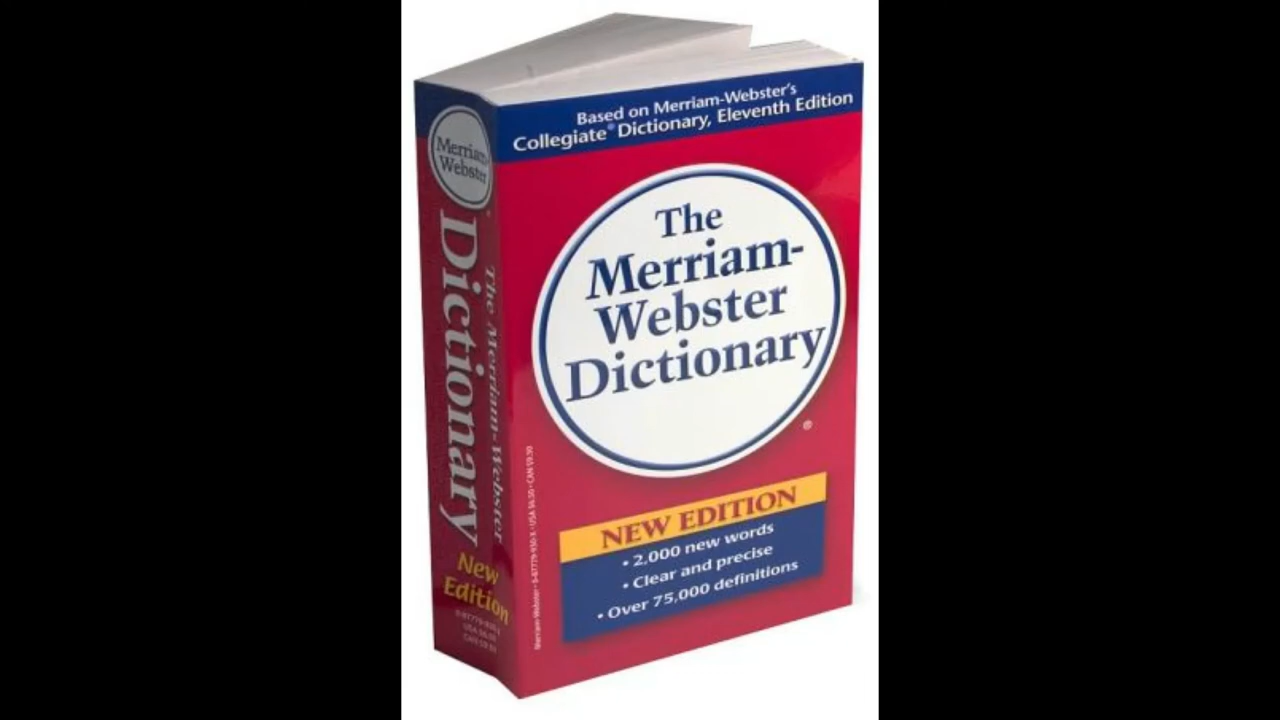 Based on Merriam-Webster's
Collegiate® Dictionary, Eleventh Edition
The
Merriam-
Webster
Dictionary
®
NEW EDITION
• 2,000 new words
• Clear and precise
• Over 75,000 definitions
Merriam-
Webster
The Merriam-Webster
Dictionary
New
Edition